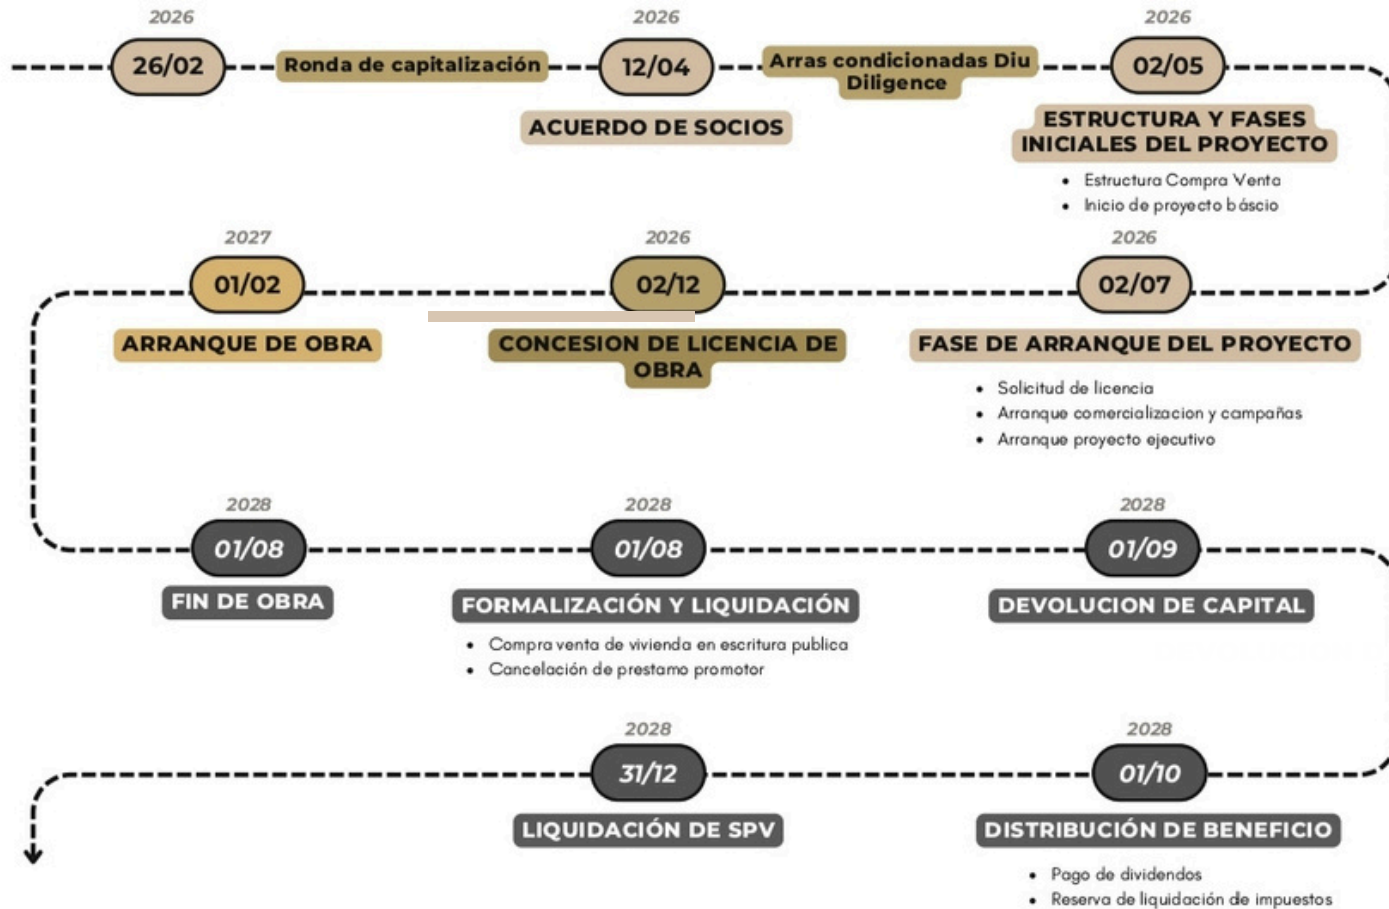 2026
26/02
Ronda de capitalización
2026
12/04
ACUERDO DE SOCIOS
Arras condicionadas Diu
Diligence
2026
02/05
ESTRUCTURA Y FASES
INICIALES DEL PROYECTO
• Estructura Compra Venta
• Inicio de proyecto báscio
2026
02/07
FASE DE ARRANQUE DEL PROYECTO
• Solicitud de licencia
• Arranque comercializacion y campañas
• Arranque proyecto ejecutivo
2026
02/12
CONCESION DE LICENCIA DE
OBRA
2027
01/02
ARRANQUE DE OBRA
2028
01/08
FIN DE OBRA
2028
01/08
FORMALIZACIÓN Y LIQUIDACIÓN
• Compra venta de vivienda en escritura publica
• Cancelación de prestamo promotor
2028
01/09
DEVOLUCION DE CAPITAL
2028
01/10
DISTRIBUCIÓN DE BENEFICIO
• Pago de dividendos
• Reserva de liquidación de impuestos
2028
31/12
LIQUIDACIÓN DE SPV